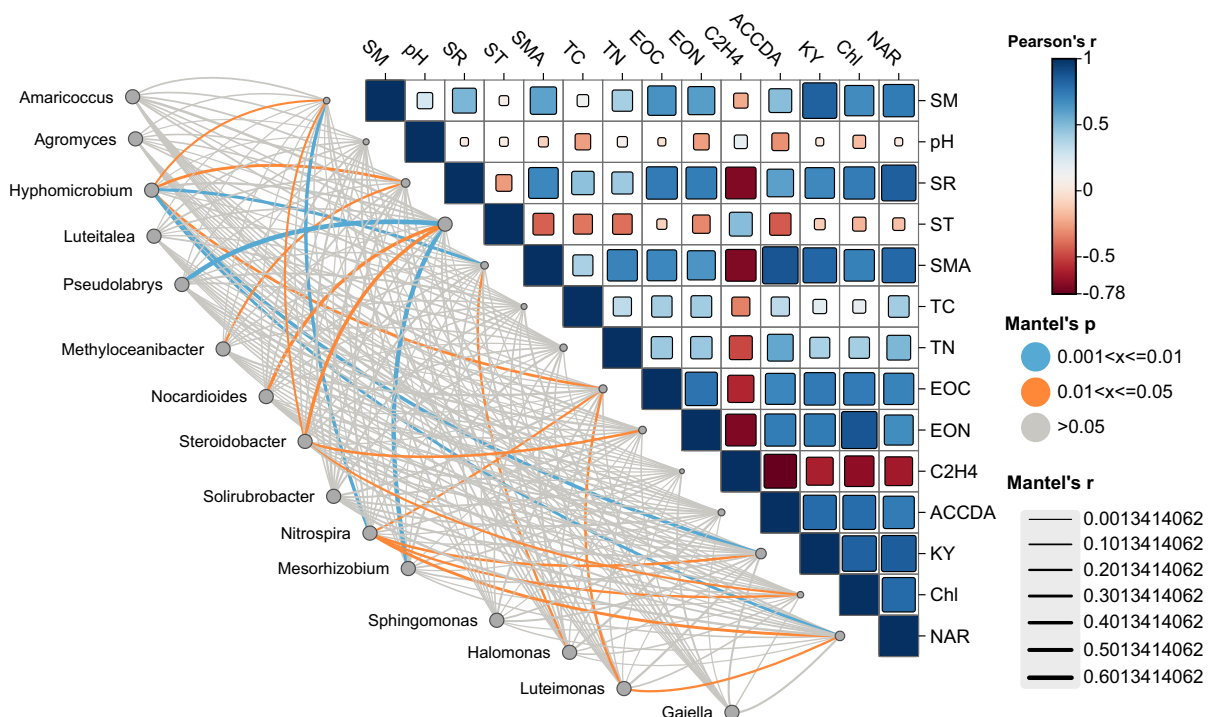 SM
pH
SR
ST
SMA
TC
TN
EOC
EON
C2H4
ACCDA
KY
Chl
NAR
Amaricoccus
Agromyces
Hyphomicrobium
Luteitalea
Pseudolabrys
Methyloceanibacter
Nocardioides
Steroidobacter
Solirubrobacter
Nitrospira
Mesorhizobium
Sphingomonas
Halomonas
Luteimonas
Gaiella
SM
pH
SR
ST
SMA
TC
TN
EOC
EON
C2H4
ACCDA
KY
Chl
NAR
Pearson's r
1
0.5
0
-0.5
-0.78
Mantel's p
0.001<x<=0.01
0.01<x<=0.05
>0.05
Mantel's r
0.0013414062
0.1013414062
0.2013414062
0.3013414062
0.4013414062
0.5013414062
0.6013414062